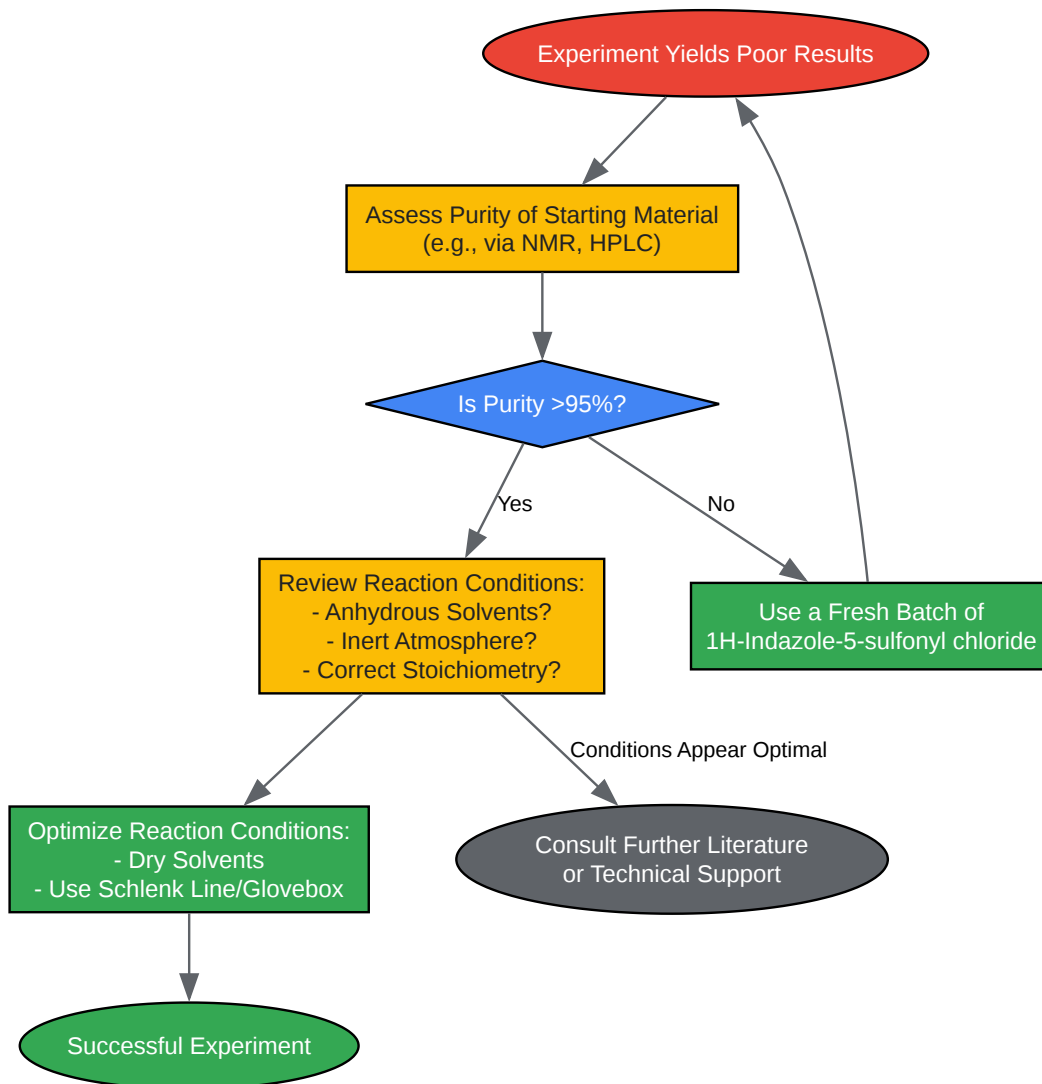 Experiment Yields Poor Results
Assess Purity of Starting Material
(e.g., via NMR, HPLC)
Is Purity >95%?
Yes
No
Review Reaction Conditions:
- Anhydrous Solvents?
- Inert Atmosphere?
- Correct Stoichiometry?
Use a Fresh Batch of
1H-Indazole-5-sulfonyl chloride
Conditions Appear Optimal
Optimize Reaction Conditions:
- Dry Solvents
- Use Schlenk Line/Glovebox
Consult Further Literature
or Technical Support
Successful Experiment